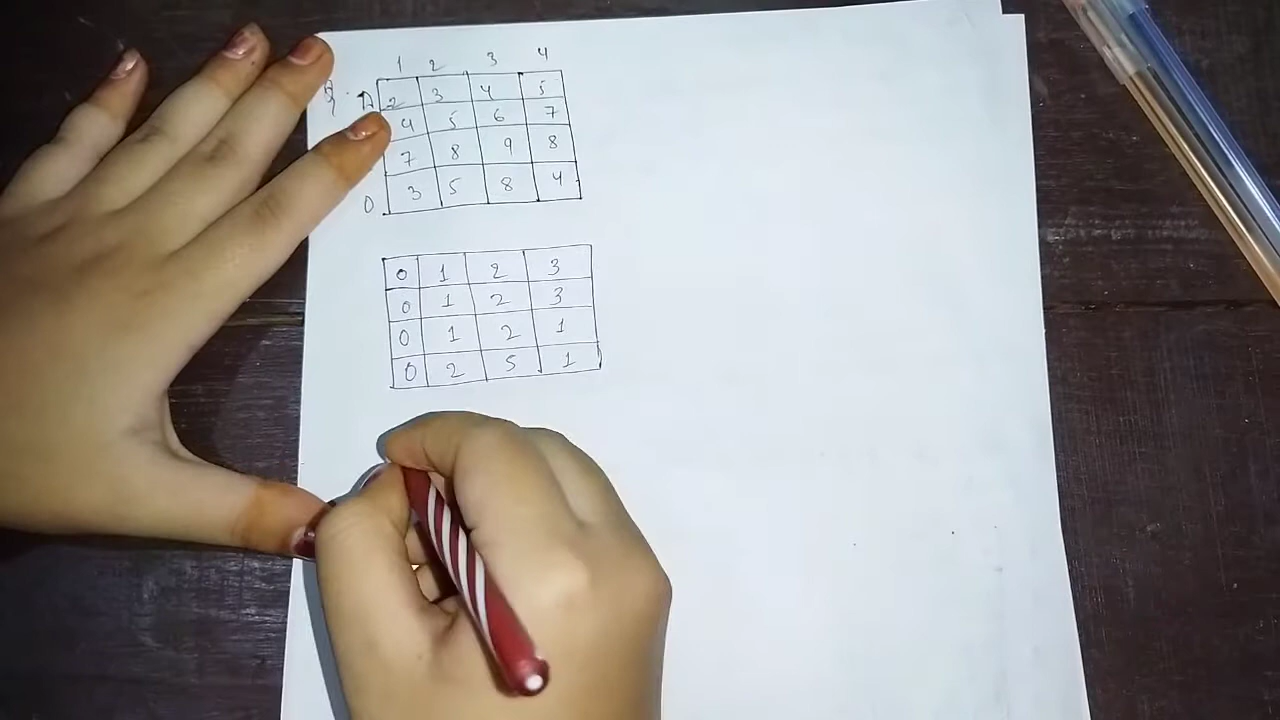 1 2 3 4
A 2 3 4 5
4 5 6 7
7 8 9 8
0 3 5 8 4
0 1 2 3
0 1 2 3
0 1 2 1
0 2 5 1